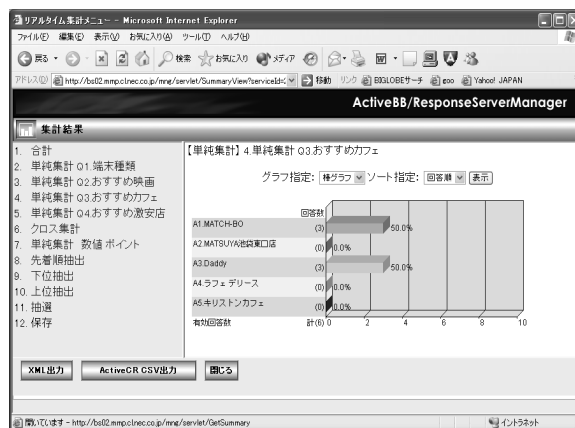 リアルタイム集計メニュー - Microsoft Internet Explorer
ファイル(F) 編集(E) 表示(V) お気に入り(A) ツール(T) ヘルプ(H)
戻る 検索 お気に入り メディア
アドレス(D) http://bs02.mmp.clnec.co.jp/mng/servlet/SummaryView?serviceId= 移動 リンク BIGLOBEサーチ goo Yahoo! JAPAN
ActiveBB/ResponseServerManager
集計結果
1. 合計
2. 単純集計 Q1.端末種類
3. 単純集計 Q2.おすすめ映画
4. 単純集計 Q3.おすすめカフェ
5. 単純集計 Q4.おすすめ激安店
6. クロス集計
7. 単純集計 数値ポイント
8. 先着順抽出
9. 下位抽出
10. 上位抽出
11. 抽選
12. 保存
【単純集計】 4.単純集計 Q3.おすすめカフェ
グラフ指定: 棒グラフ ソート指定: 回答順 表示
回答数
A1.MATCH-BO (3) 50.0%
A2.MATSUYA池袋東口店 (0) 0.0%
A3.Daddy (3) 50.0%
A4.ラフェ デリース (0) 0.0%
A5.キリストンカフェ (0) 0.0%
有効回答数 計(6) 0 2 4 6 8 10
XML出力 ActiveCR CSV出力 閉じる
開いています - http://bs02.mmp.clnec.co.jp/mng/servlet/GetSummary イントラネット